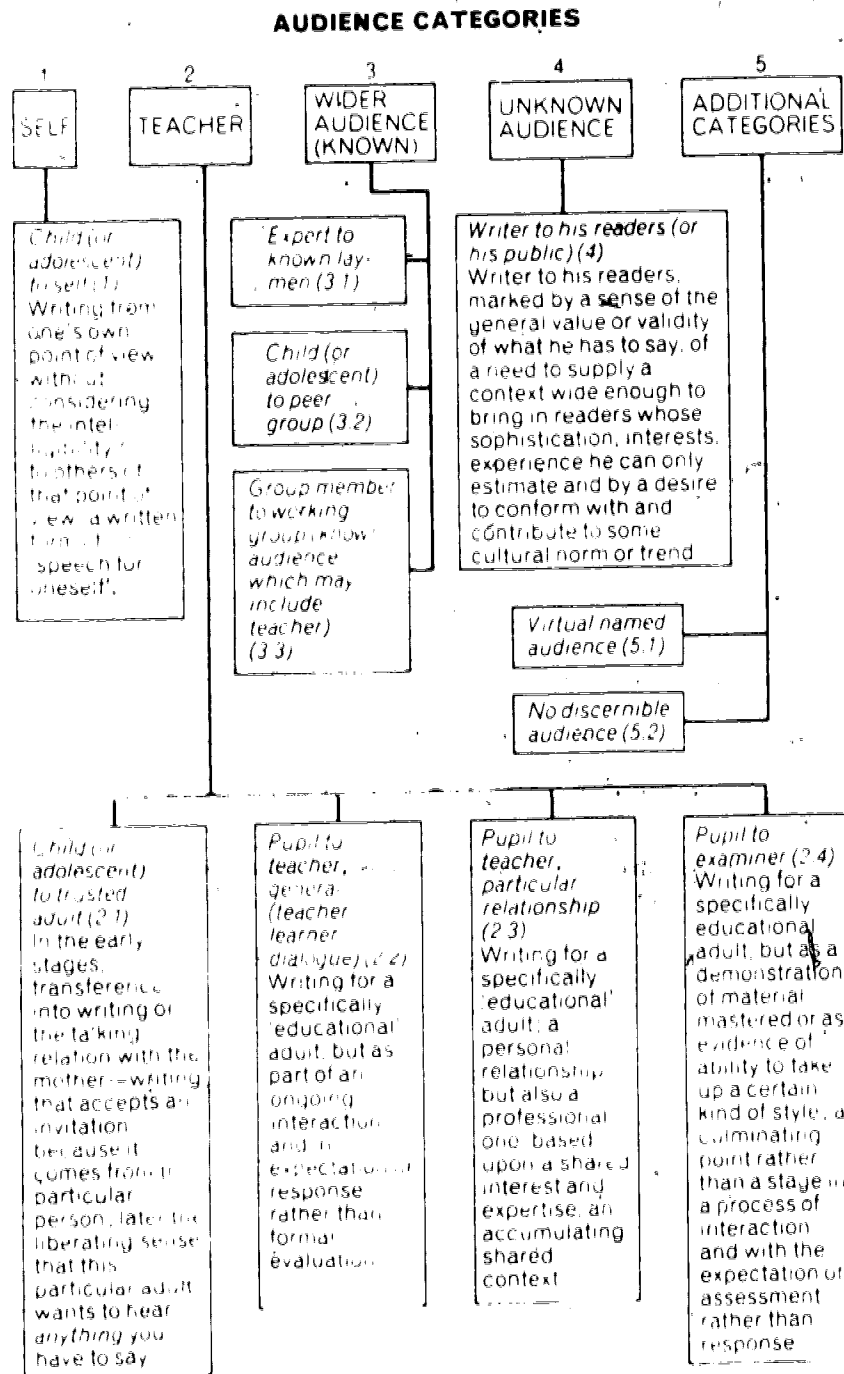 AUDIENCE CATEGORIES
1
SELF
2
TEACHER
3
WIDER
AUDIENCE
(KNOWN)
4
UNKNOWN
AUDIENCE
5
ADDITIONAL
CATEGORIES
Child (or
adolescent)
to self (1)
Writing from
one's own
point of view
without
considering
the intel-
ligibility
to others of
that point of
view a written
form of
'speech for
oneself'.
'Expert to
known lay-
men (3.1)
Child (or
adolescent)
to peer
group (3.2)
Group member
to working
group (known
audience
which may
include
teacher)
(3.3)
Writer to his readers (or
his public) (4)
Writer to his readers,
marked by a sense of the
general value or validity
of what he has to say, of
a need to supply a
context wide enough to
bring in readers whose
sophistication, interests,
experience he can only
estimate and by a desire
to conform with and
contribute to some
cultural norm or trend
Virtual named
audience (5.1)
No discernible
audience (5.2)
Child (or
adolescent)
to trusted
adult (2.1)
In the early
stages,
transference
into writing of
the talking
relation with the
mother—writing
that accepts an
invitation
because it
comes from a
particular
person, later the
liberating sense
that this
particular adult
wants to hear
anything you
have to say
Pupil to
teacher,
general
(teacher
learner
dialogue) (2.2)
Writing for a
specifically
'educational'
adult, but as
part of an
ongoing
interaction
and in
expectation of
response
rather than
formal
evaluation
Pupil to
teacher,
particular
relationship
(2.3)
Writing for a
specifically
'educational'
adult; a
personal
relationship
but also a
professional
one based
upon a shared
interest and
expertise, an
accumulating
shared
context
Pupil to
examiner (2.4)
Writing for a
specifically
educational
adult, but as a
demonstration
of material
mastered or as
evidence of
ability to take
up a certain
kind of style, a
culminating
point rather
than a stage in
a process of
interaction
and with the
expectation of
assessment
rather than
response